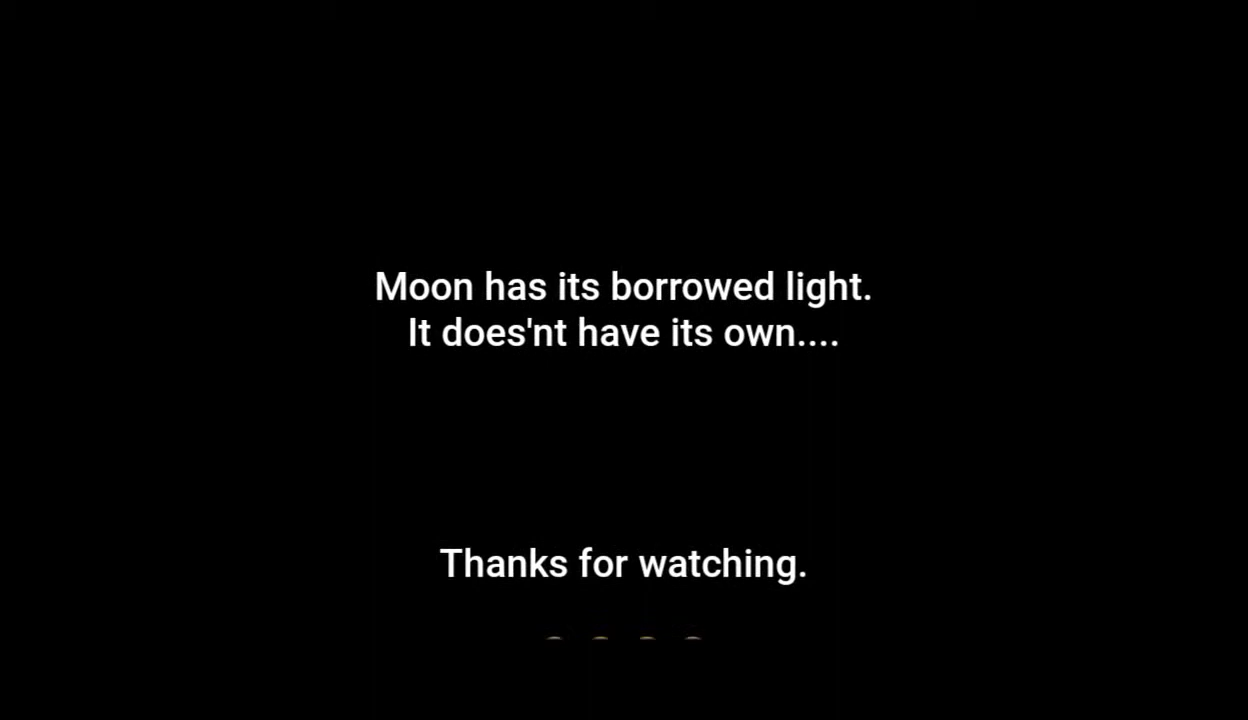 Moon has its borrowed light.
It does'nt have its own....
Thanks for watching.